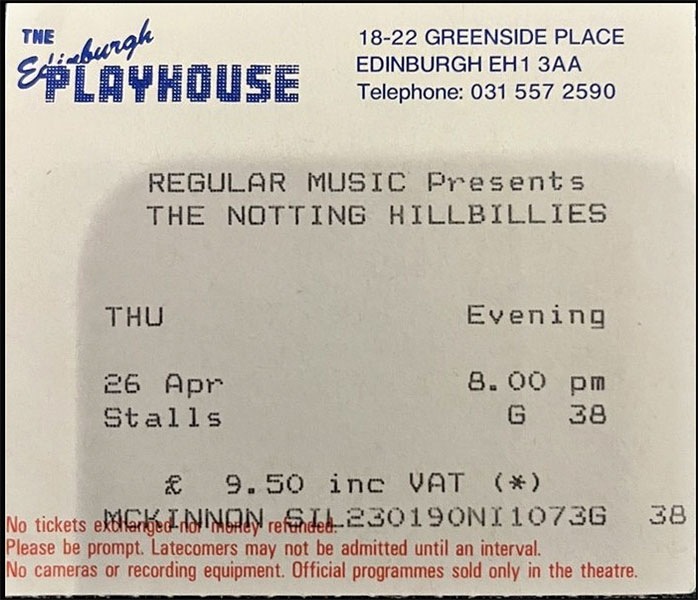 THE
Edinburgh
PLAYHOUSE
18-22 GREENSIDE PLACE
EDINBURGH EH1 3AA
Telephone: 031 557 2590
REGULAR MUSIC Presents
THE NOTTING HILLBILLIES
THU Evening
26 Apr 8.00 pm
Stalls G 38
£ 9.50 inc VAT (*)
MCKINNON SIL230190NI1073G 38
No tickets exchanged nor money refunded.
Please be prompt. Latecomers may not be admitted until an interval.
No cameras or recording equipment. Official programmes sold only in the theatre.